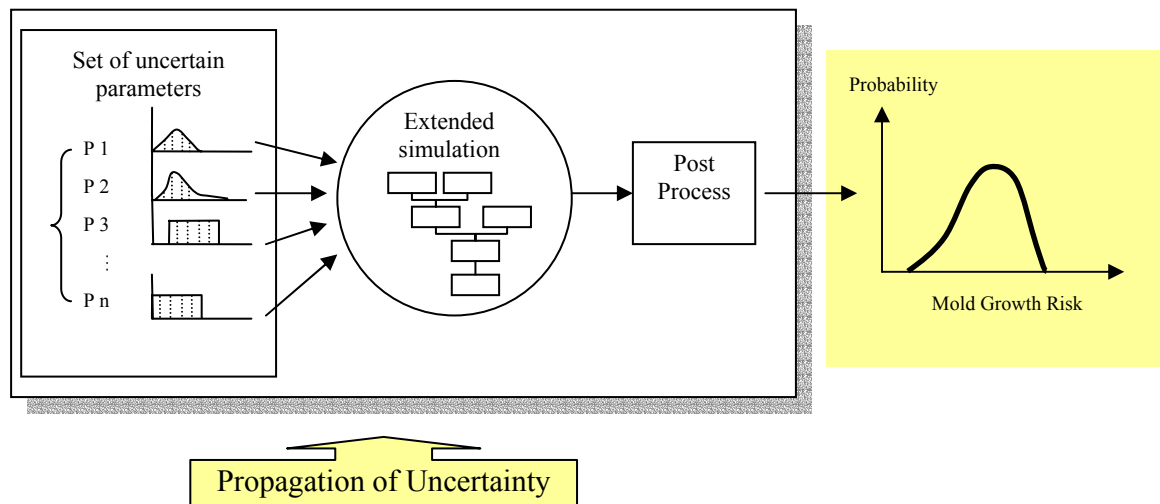 Set of uncertain
parameters
P 1
P 2
P 3
⋮
P n
Extended
simulation
Post
Process
Probability
Mold Growth Risk
Propagation of Uncertainty